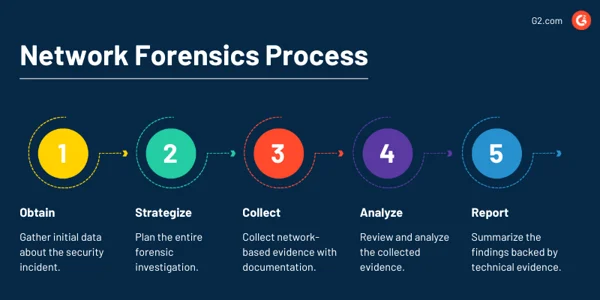 G2.com
Network Forensics Process
1
2
3
4
5
Obtain
Gather initial data
about the security
incident.
Strategize
Plan the entire
forensic
investigation.
Collect
Collect network-
based evidence with
documentation.
Analyze
Review and analyze
the collected
evidence.
Report
Summarize the
findings backed by
technical evidence.